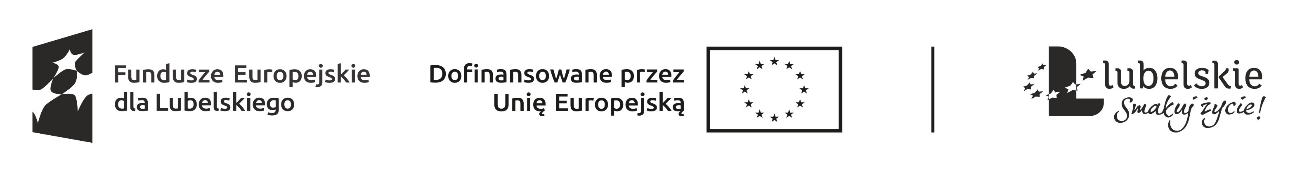 Fundusze Europejskie
dla Lubelskiego
Dofinansowane przez
Unię Europejską
lubelskie
Smakuj życie!